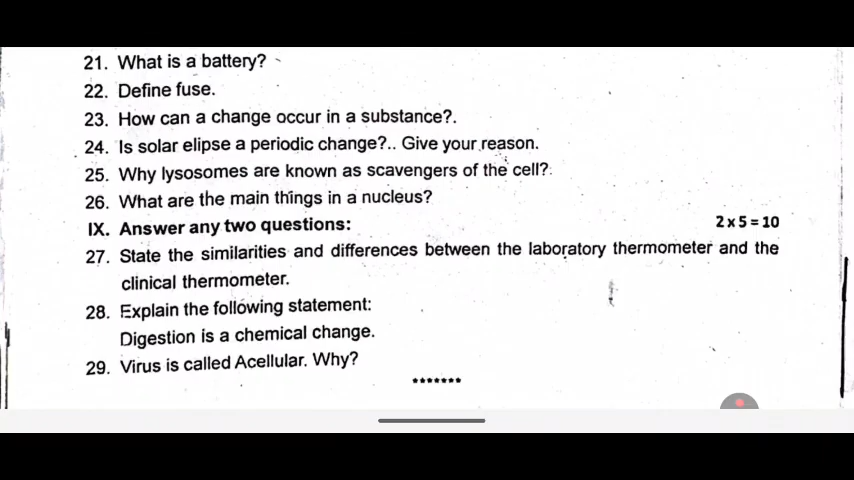 21. What is a battery?
22. Define fuse.
23. How can a change occur in a substance?.
24. Is solar elipse a periodic change?.. Give your reason.
25. Why lysosomes are known as scavengers of the cell?
26. What are the main things in a nucleus?
IX. Answer any two questions: 2 x 5 = 10
27. State the similarities and differences between the laboratory thermometer and the
clinical thermometer.
28. Explain the following statement:
Digestion is a chemical change.
29. Virus is called Acellular. Why?
*******